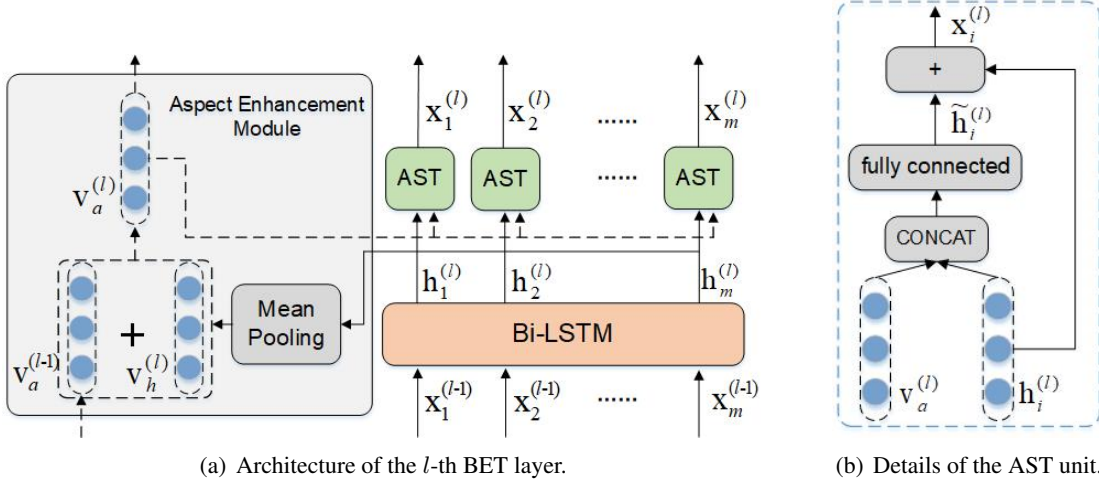 Aspect Enhancement
Module
x_1^{(l)} x_2^{(l)} ...... x_m^{(l)}
AST AST ...... AST
v_a^{(l)}
h_1^{(l)} h_2^{(l)} h_m^{(l)}
Mean
Pooling
Bi-LSTM
+
v_a^{(l-1)} v_h^{(l)}
x_1^{(l-1)} x_2^{(l-1)} ...... x_m^{(l-1)}
(a) Architecture of the l-th BET layer.
x_i^{(l)}
+
h̃_i^{(l)}
fully connected
CONCAT
v_a^{(l)} h_i^{(l)}
(b) Details of the AST unit.